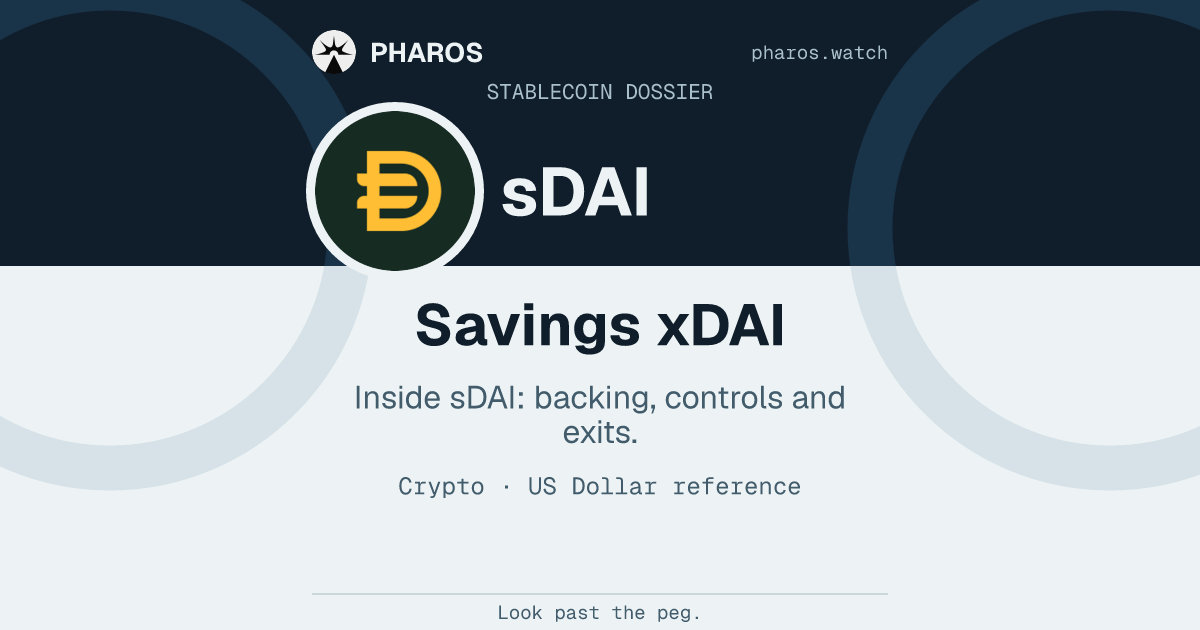 PHAROS
pharos.watch
STABLECOIN DOSSIER
sDAI
Savings xDAI
Inside sDAI: backing, controls and
exits.
Crypto · US Dollar reference
Look past the peg.